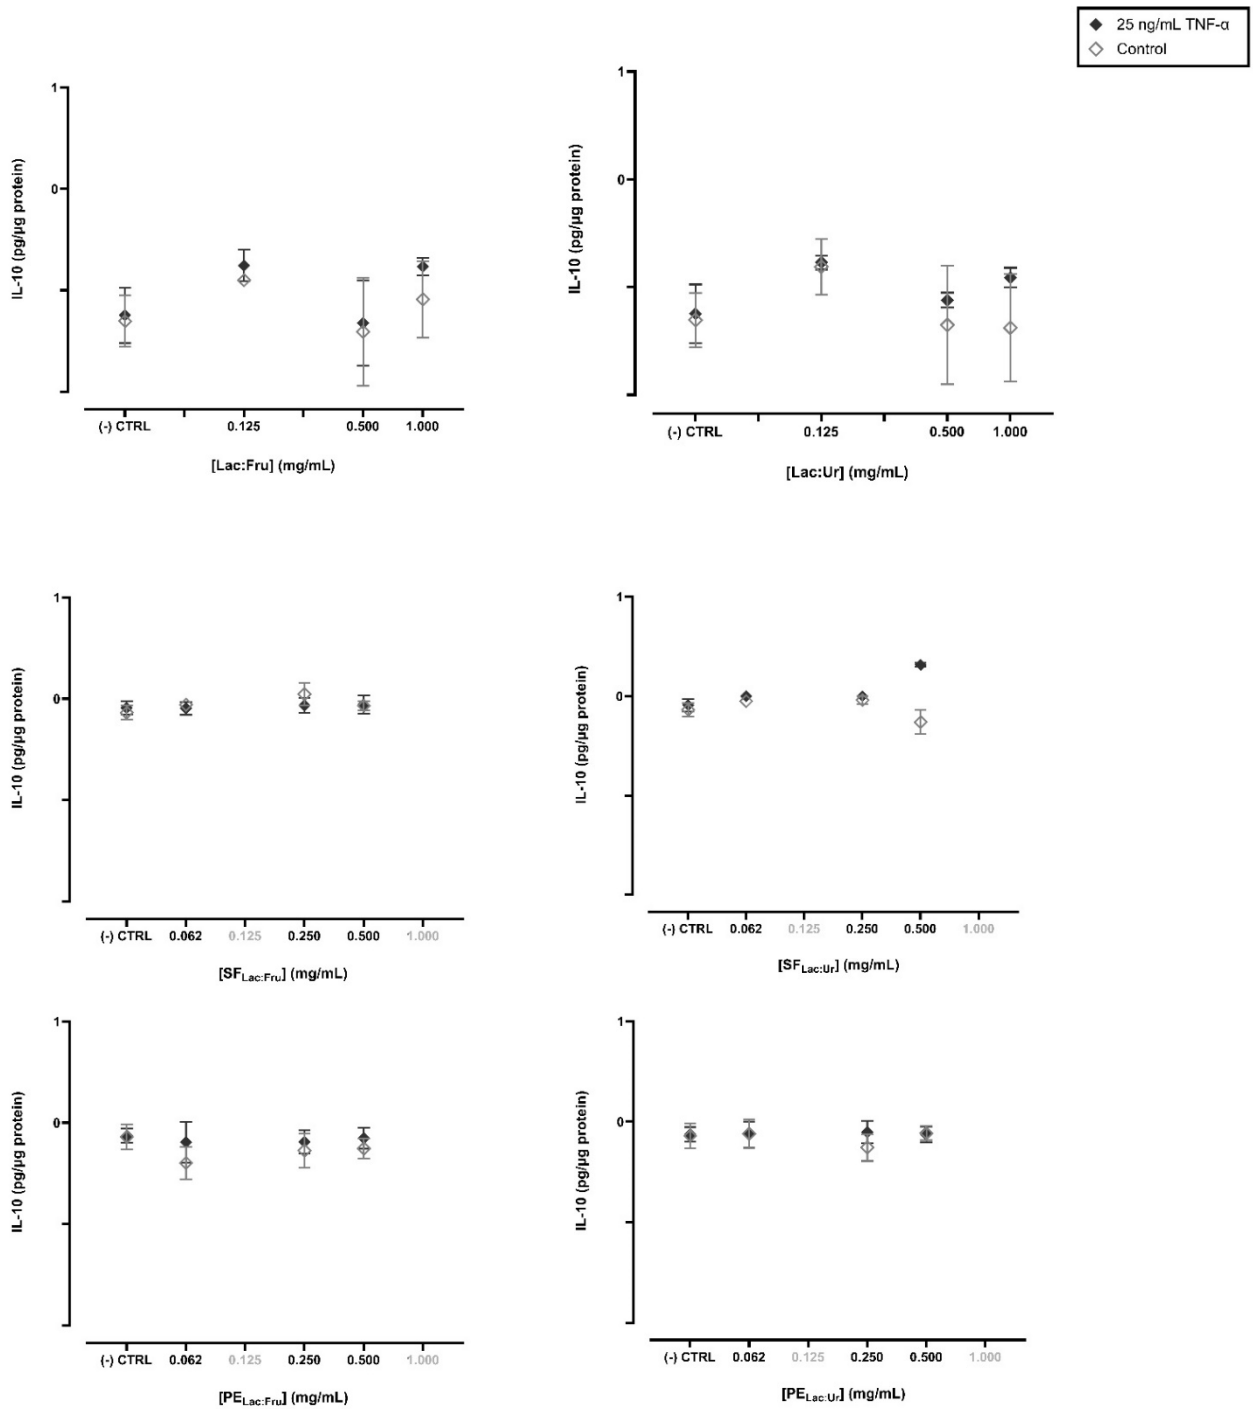 25 ng/mL TNF-α
Control
1
0
IL-10 (pg/µg protein)
(-) CTRL 0.125 0.500 1.000
[Lac:Fru] (mg/mL)
1
0
IL-10 (pg/µg protein)
(-) CTRL 0.125 0.500 1.000
[Lac:Ur] (mg/mL)
1
0
IL-10 (pg/µg protein)
(-) CTRL 0.062 0.125 0.250 0.500 1.000
[SFLac:Fru] (mg/mL)
1
0
IL-10 (pg/µg protein)
(-) CTRL 0.062 0.125 0.250 0.500 1.000
[SFLac:Ur] (mg/mL)
1
0
IL-10 (pg/µg protein)
(-) CTRL 0.062 0.125 0.250 0.500 1.000
[PELac:Fru] (mg/mL)
1
0
IL-10 (pg/µg protein)
(-) CTRL 0.062 0.125 0.250 0.500 1.000
[PELac:Ur] (mg/mL)